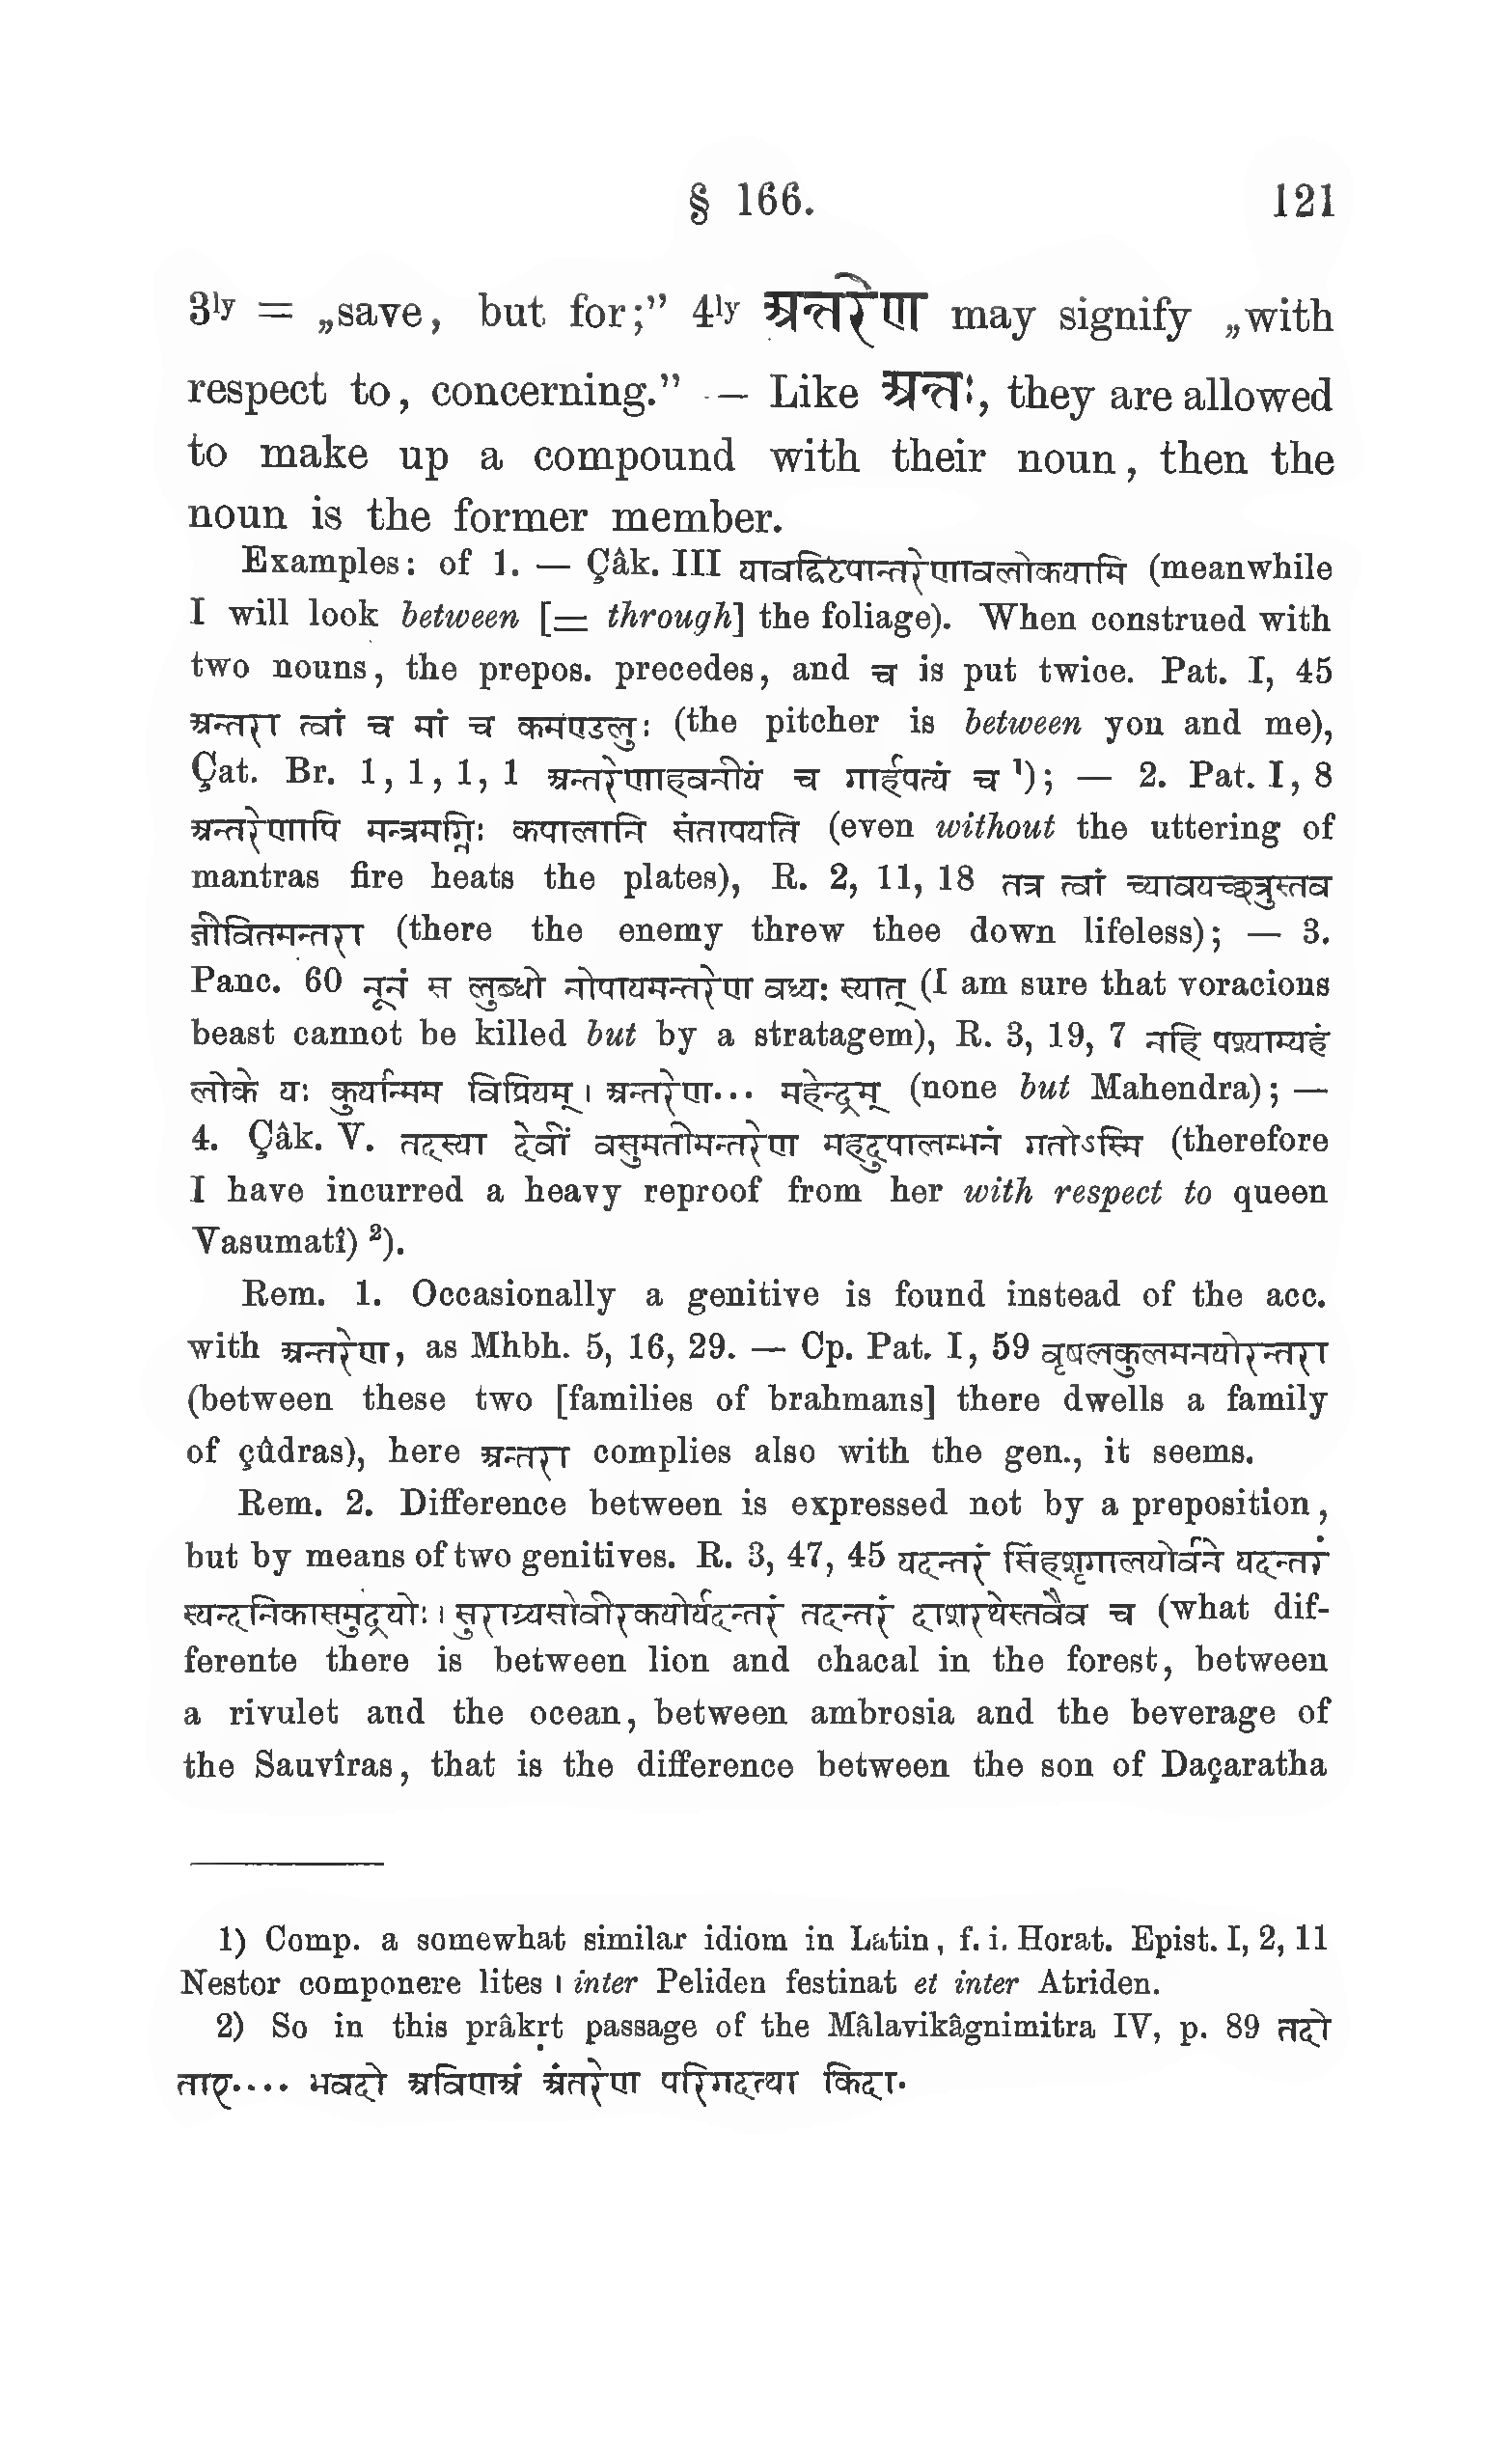 § 166. 121
3ly = „save, but for;” 4ly अन्तरेण may signify „with
respect to, concerning.” — Like अन्तः, they are allowed
to make up a compound with their noun, then the
noun is the former member.
Examples: of 1. — Çâk. III यावद्विटपान्तरेणावलोकयामि (meanwhile
I will look between [= through] the foliage). When construed with
two nouns, the prepos. precedes, and च is put twice. Pat. I, 45
अन्तरा त्वां च मां च कमण्डलुः (the pitcher is between you and me),
Çat. Br. 1, 1, 1, 1 अन्तरेणाहवनीयं च गार्हपत्यं च ¹); — 2. Pat. I, 8
अन्तरेणापि मन्त्रमग्निः कपालानि संतापयति (even without the uttering of
mantras fire heats the plates), R. 2, 11, 18 तत्र त्वां च्यावयच्छत्रुस्तव
जीवितमन्तरा (there the enemy threw thee down lifeless); — 3.
Panc. 60 नूनं स लुब्धो नोपायमन्तरेण वध्यः स्यात् (I am sure that voracious
beast cannot be killed but by a stratagem), R. 3, 19, 7 नहि पश्याम्यहं
लोके यः कुर्यान्मम विप्रियम् । अन्तरेण... महेन्द्रम् (none but Mahendra); —
4. Çâk. V. तदस्या देवीं वसुमतीमन्तरेण महदुपालम्भनं गतोऽस्मि (therefore
I have incurred a heavy reproof from her with respect to queen
Vasumatî) ²).
Rem. 1. Occasionally a genitive is found instead of the acc.
with अन्तरेण, as Mhbh. 5, 16, 29. — Cp. Pat. I, 59 वृषलकुलमनयोरन्तरा
(between these two [families of brahmans] there dwells a family
of çûdras), here अन्तरा complies also with the gen., it seems.
Rem. 2. Difference between is expressed not by a preposition,
but by means of two genitives. R. 3, 47, 45 यदन्तरं सिंहशृगालयोर्वने यदन्तरं
स्यन्दनिकासमुद्रयोः । सुराग्र्यसौवीरकयोर्यदन्तरं तदन्तरं दाशरथेस्तवैव च (what dif-
ferente there is between lion and chacal in the forest, between
a rivulet and the ocean, between ambrosia and the beverage of
the Sauvîras, that is the difference between the son of Daçaratha
1) Comp. a somewhat similar idiom in Latin, f. i. Horat. Epist. I, 2, 11
Nestor componere lites । inter Peliden festinat et inter Atriden.
2) So in this prâkṛt passage of the Mâlavikâgnimitra IV, p. 89 तदो
ताए.... भवदो अविणअं अंतरेण परिगदत्था किदा.